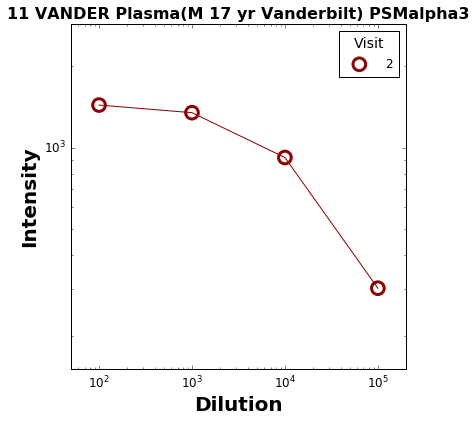 11 VANDER Plasma(M 17 yr Vanderbilt) PSMalpha3
Visit
2
10³
Intensity
10² 10³ 10⁴ 10⁵
Dilution